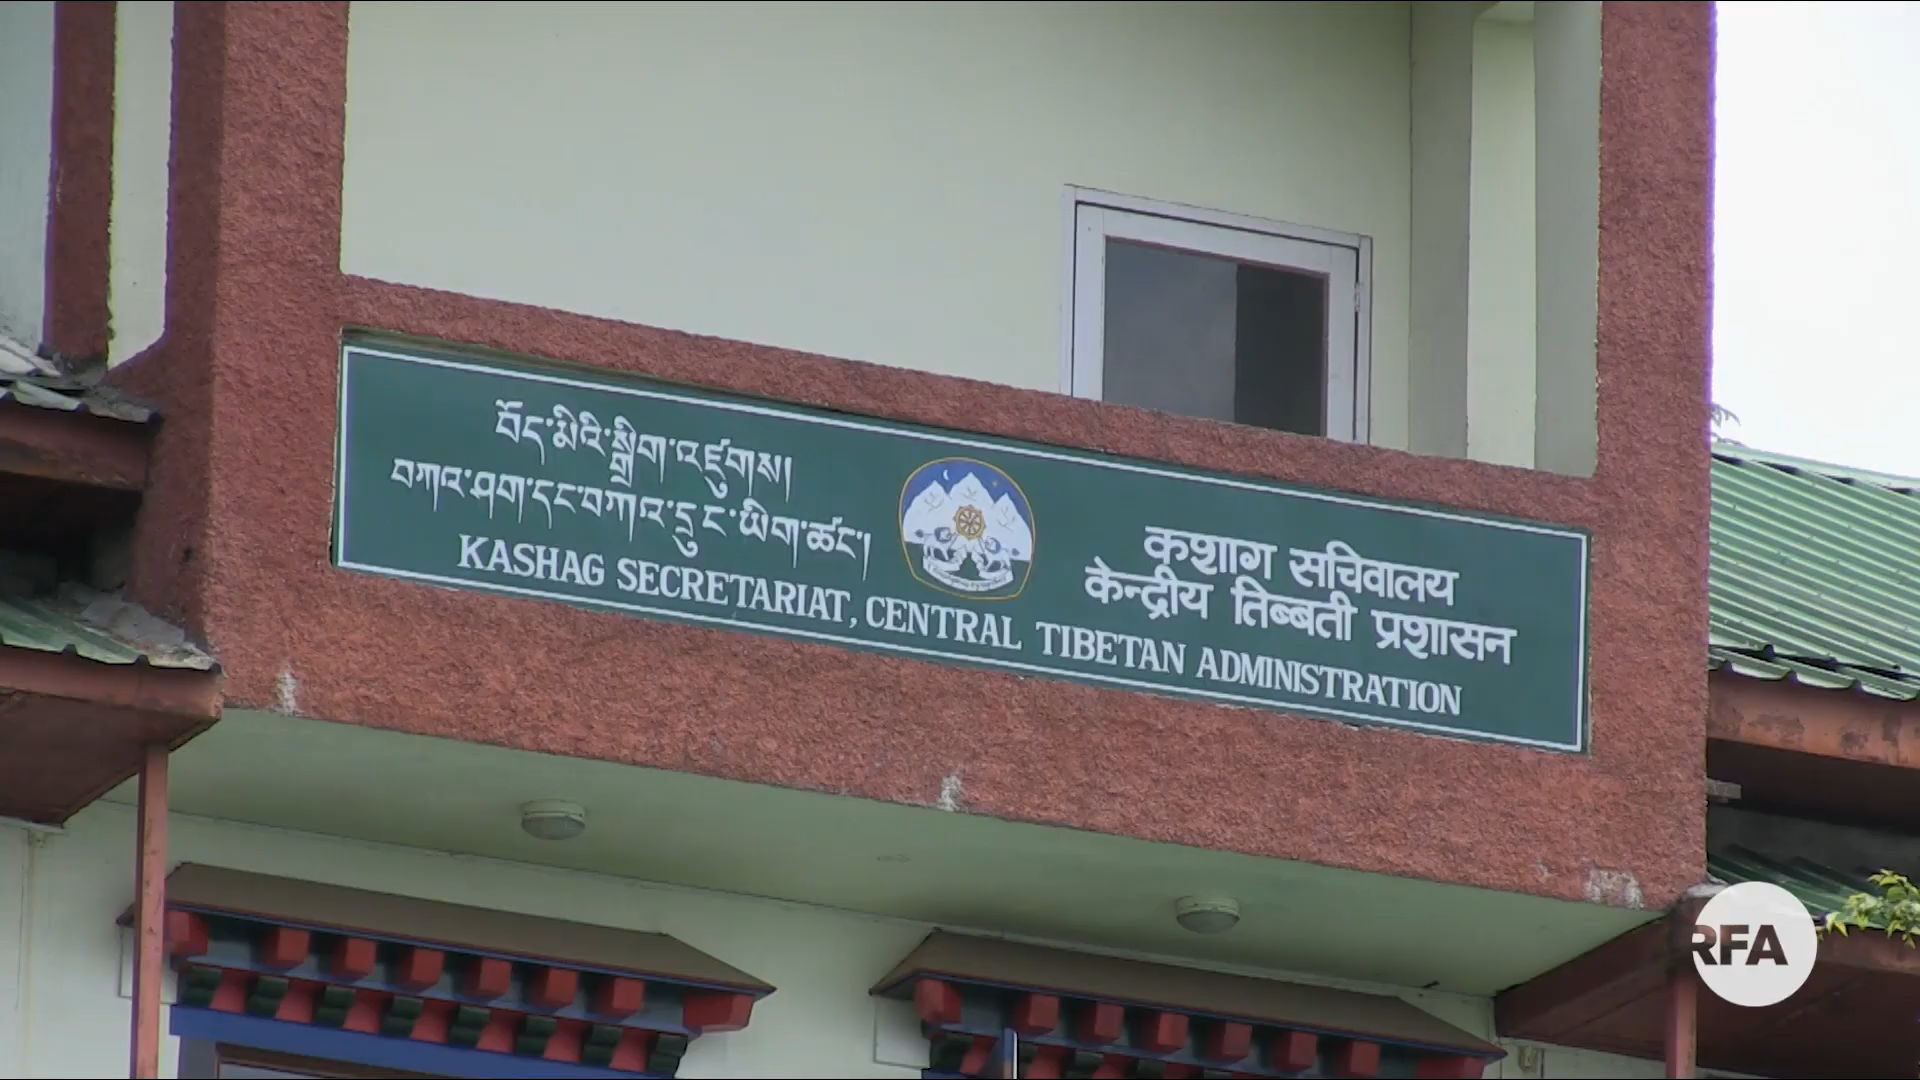 བོད་མིའི་སྒྲིག་འཛུགས།
བཀའ་ཤག་དང་བཀའ་དྲུང་ཡིག་ཚང་།
KASHAG SECRETARIAT, CENTRAL TIBETAN ADMINISTRATION
कशाग सचिवालय
केन्द्रीय तिब्बती प्रशासन
RFA